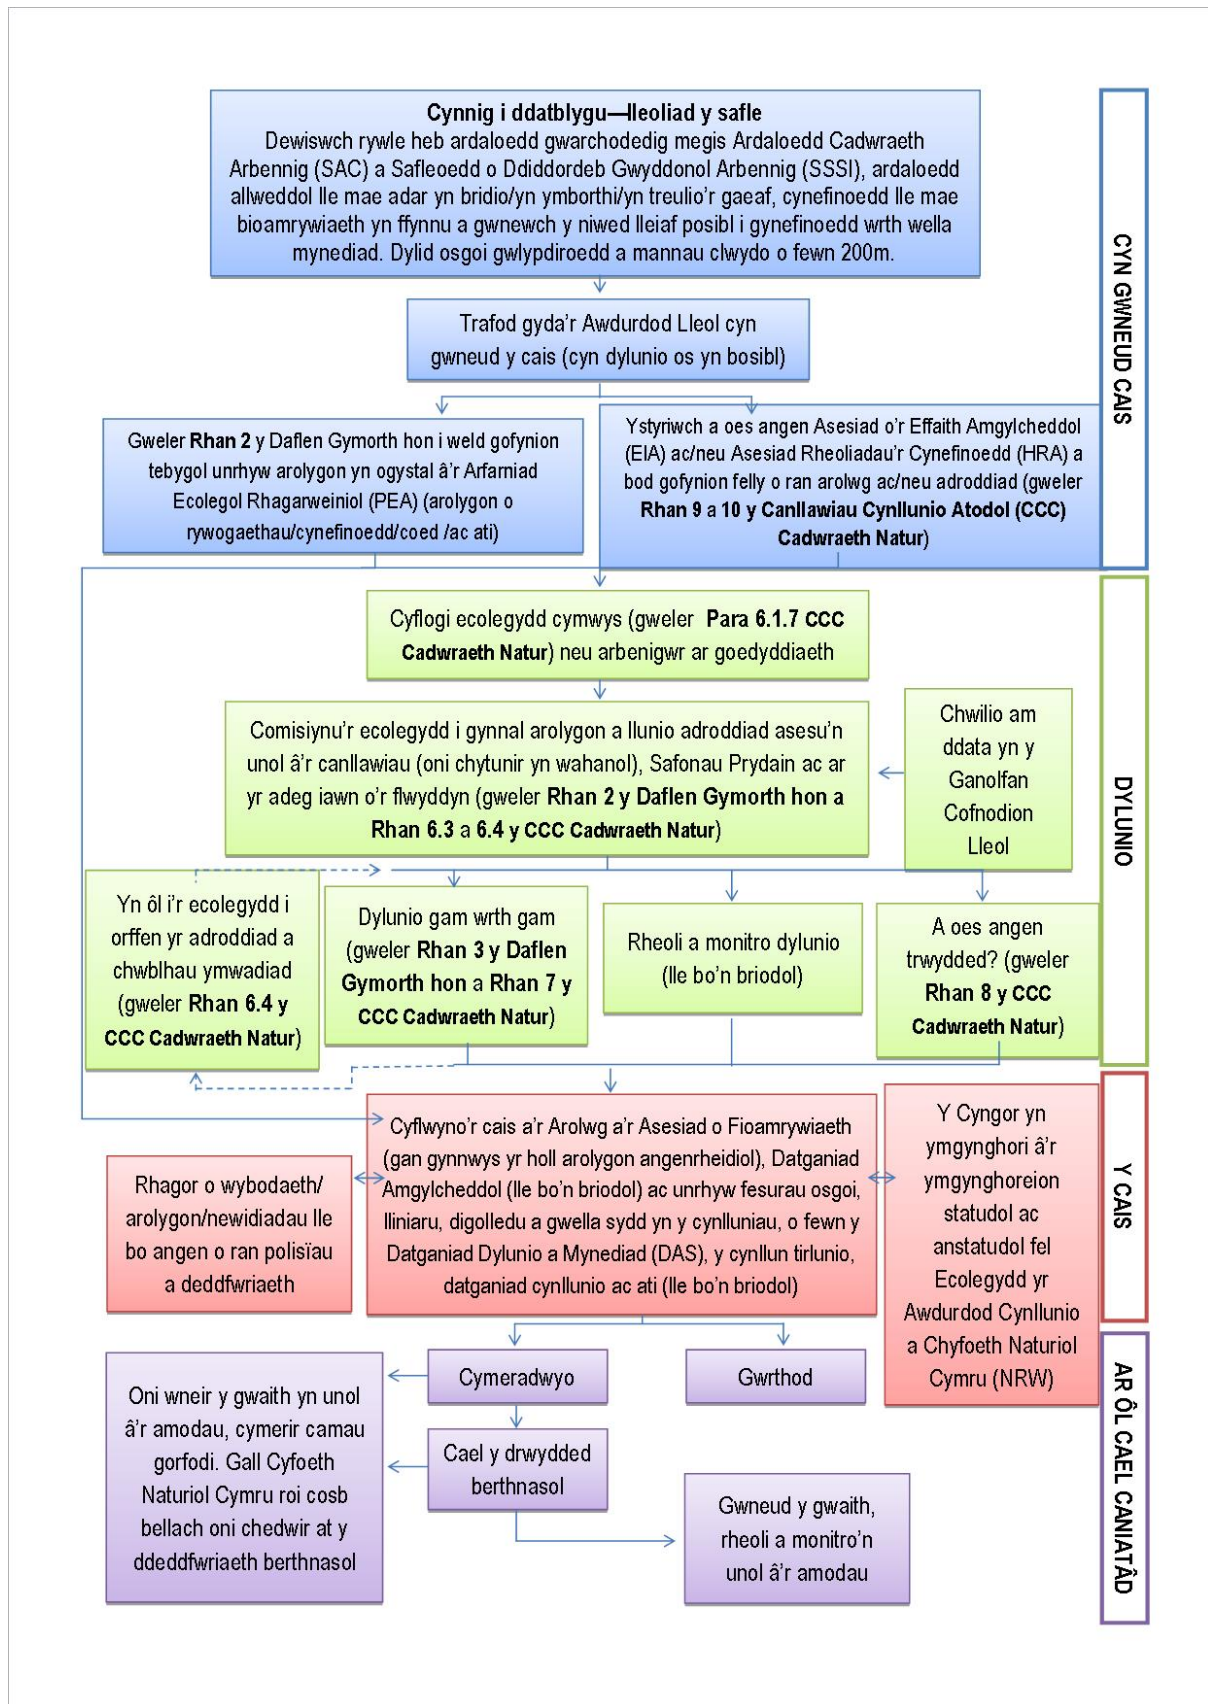 Cynnig i ddatblygu—lleoliad y safle
Dewiswch rywle heb ardaloedd gwarchodedig megis Ardaloedd Cadwraeth
Arbennig (SAC) a Safleoedd o Ddiddordeb Gwyddonol Arbennig (SSSI), ardaloedd
allweddol lle mae adar yn bridio/yn ymborthi/yn treulio'r gaeaf, cynefinoedd lle mae
bioamrywiaeth yn ffynnu a gwnewch y niwed lleiaf posibl i gynefinoedd wrth wella
mynediad. Dylid osgoi gwlypdiroedd a mannau clwydo o fewn 200m.
CYN GWNEUD CAIS
Trafod gyda'r Awdurdod Lleol cyn
gwneud y cais (cyn dylunio os yn bosibl)
Gweler Rhan 2 y Daflen Gymorth hon i weld gofynion
tebygol unrhyw arolygon yn ogystal â'r Arfarniad
Ecolegol Rhagarweiniol (PEA) (arolygon o
rywogaethau/cynefinoedd/coed /ac ati)
Ystyriwch a oes angen Asesiad o'r Effaith Amgylcheddol
(EIA) ac/neu Asesiad Rheoliadau'r Cynefinoedd (HRA) a
bod gofynion felly o ran arolwg ac/neu adroddiad (gweler
Rhan 9 a 10 y Canllawiau Cynllunio Atodol (CCC)
Cadwraeth Natur)
Cyflogi ecolegydd cymwys (gweler Para 6.1.7 CCC
Cadwraeth Natur) neu arbenigwr ar goedyddiaeth
DYLUNIO
Comisiynu'r ecolegydd i gynnal arolygon a llunio adroddiad asesu'n
unol â'r canllawiau (oni chytunir yn wahanol), Safonau Prydain ac ar
yr adeg iawn o'r flwyddyn (gweler Rhan 2 y Daflen Gymorth hon a
Rhan 6.3 a 6.4 y CCC Cadwraeth Natur)
Chwilio am
ddata yn y
Ganolfan
Cofnodion
Lleol
Yn ôl i'r ecolegydd i
orffen yr adroddiad a
chwblhau ymwadiad
(gweler Rhan 6.4 y
CCC Cadwraeth Natur)
Dylunio gam wrth gam
(gweler Rhan 3 y Daflen
Gymorth hon a Rhan 7 y
CCC Cadwraeth Natur)
Rheoli a monitro dylunio
(lle bo'n briodol)
A oes angen
trwydded? (gweler
Rhan 8 y CCC
Cadwraeth Natur)
Y CAIS
Rhagor o wybodaeth/
arolygon/newidiadau lle
bo angen o ran polisïau
a deddfwriaeth
Cyflwyno'r cais a'r Arolwg a'r Asesiad o Fioamrywiaeth
(gan gynnwys yr holl arolygon angenrheidiol), Datganiad
Amgylcheddol (lle bo'n briodol) ac unrhyw fesurau osgoi,
lliniaru, digolledu a gwella sydd yn y cynlluniau, o fewn y
Datganiad Dylunio a Mynediad (DAS), y cynllun tirlunio,
datganiad cynllunio ac ati (lle bo'n briodol)
Y Cyngor yn
ymgynghori â'r
ymgynghoreion
statudol ac
anstatudol fel
Ecolegydd yr
Awdurdod Cynllunio
a Chyfoeth Naturiol
Cymru (NRW)
AR ÔL CAEL CANIATÂD
Cymeradwyo
Gwrthod
Oni wneir y gwaith yn unol
â'r amodau, cymerir camau
gorfodi. Gall Cyfoeth
Naturiol Cymru roi cosb
bellach oni chedwir at y
ddeddfwriaeth berthnasol
Cael y drwydded
berthnasol
Gwneud y gwaith,
rheoli a monitro'n
unol â'r amodau